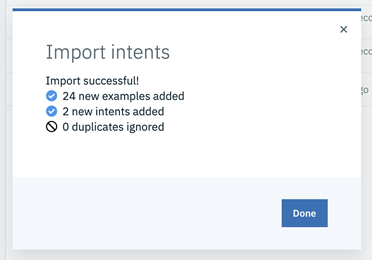 Import intents
Import successful!
24 new examples added
2 new intents added
0 duplicates ignored
Done